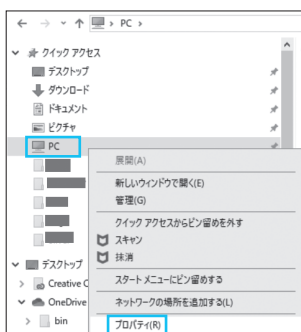 PC
クイック アクセス
デスクトップ
ダウンロード
ドキュメント
ピクチャ
PC
展開(A)
新しいウィンドウで開く(E)
管理(G)
クイック アクセスからピン留めを外す
スキャン
抹消
デスクトップ
スタート メニューにピン留めする
Creative C
ネットワークの場所を追加する(L)
OneDrive
bin
プロパティ(R)